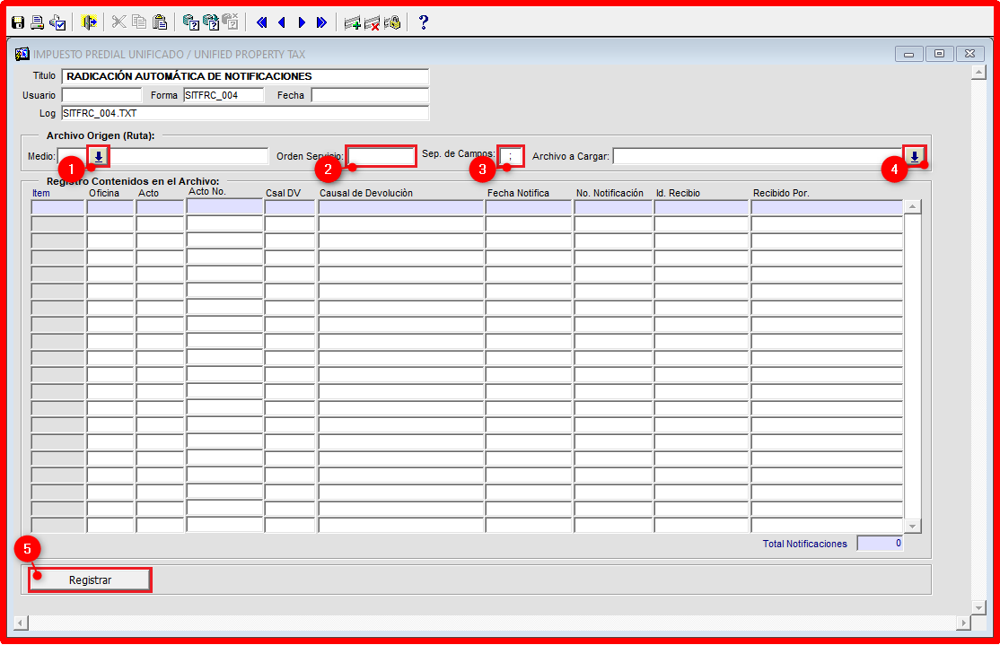 ?
IMPUESTO PREDIAL UNIFICADO / UNIFIED PROPERTY TAX
Titulo RADICACIÓN AUTOMÁTICA DE NOTIFICACIONES
Usuario Forma SITFRC_004 Fecha
Log SITFRC_004.TXT
Archivo Origen (Ruta):
Medio: Orden Servicio: Sep. de Campos: ; Archivo a Cargar:
1 2 3 4
Registro Contenidos en el Archivo:
Item Oficina Acto Acto No. Csal DV Causal de Devoluciòn Fecha Notifica No. Notificación Id. Recibio Recibido Por.
Total Notificaciones 0
5
Registrar